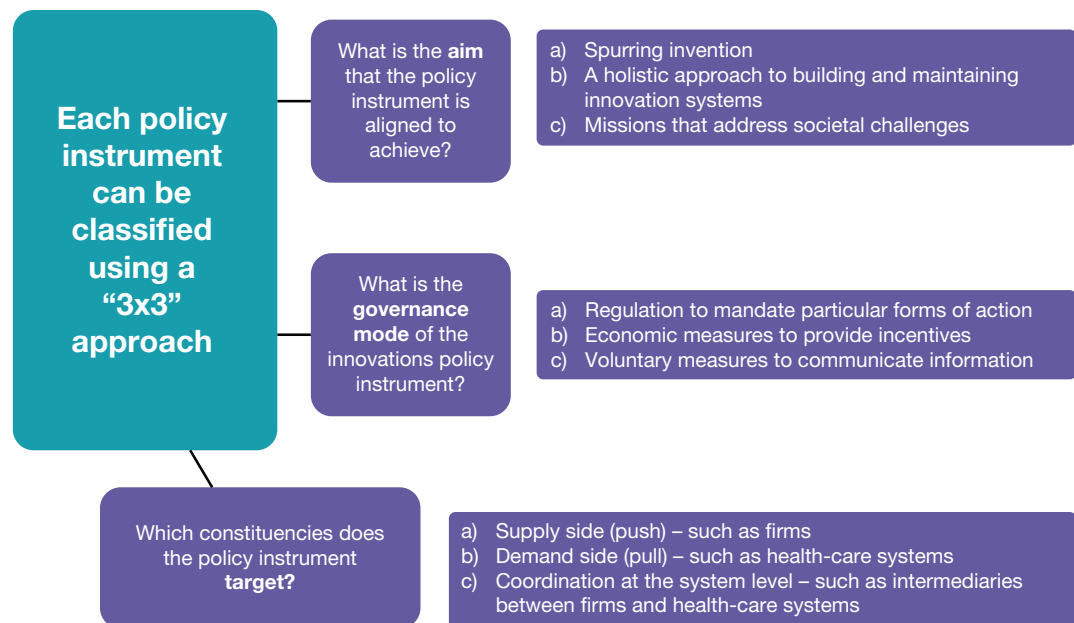 Each policy
instrument
can be
classified
using a
“3x3”
approach
What is the aim
that the policy
instrument is
aligned to
achieve?
a) Spurring invention
b) A holistic approach to building and maintaining
innovation systems
c) Missions that address societal challenges
What is the
governance
mode of the
innovations policy
instrument?
a) Regulation to mandate particular forms of action
b) Economic measures to provide incentives
c) Voluntary measures to communicate information
Which constituencies does
the policy instrument
target?
a) Supply side (push) – such as firms
b) Demand side (pull) – such as health-care systems
c) Coordination at the system level – such as intermediaries
between firms and health-care systems